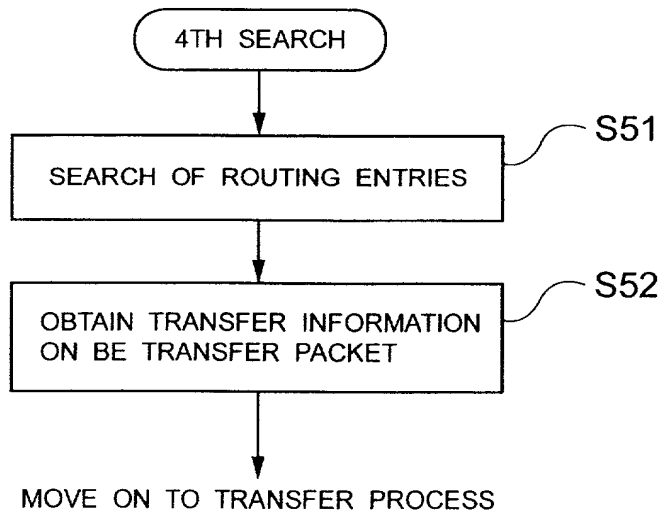 4TH SEARCH
S51
SEARCH OF ROUTING ENTRIES
S52
OBTAIN TRANSFER INFORMATION
ON BE TRANSFER PACKET
MOVE ON TO TRANSFER PROCESS